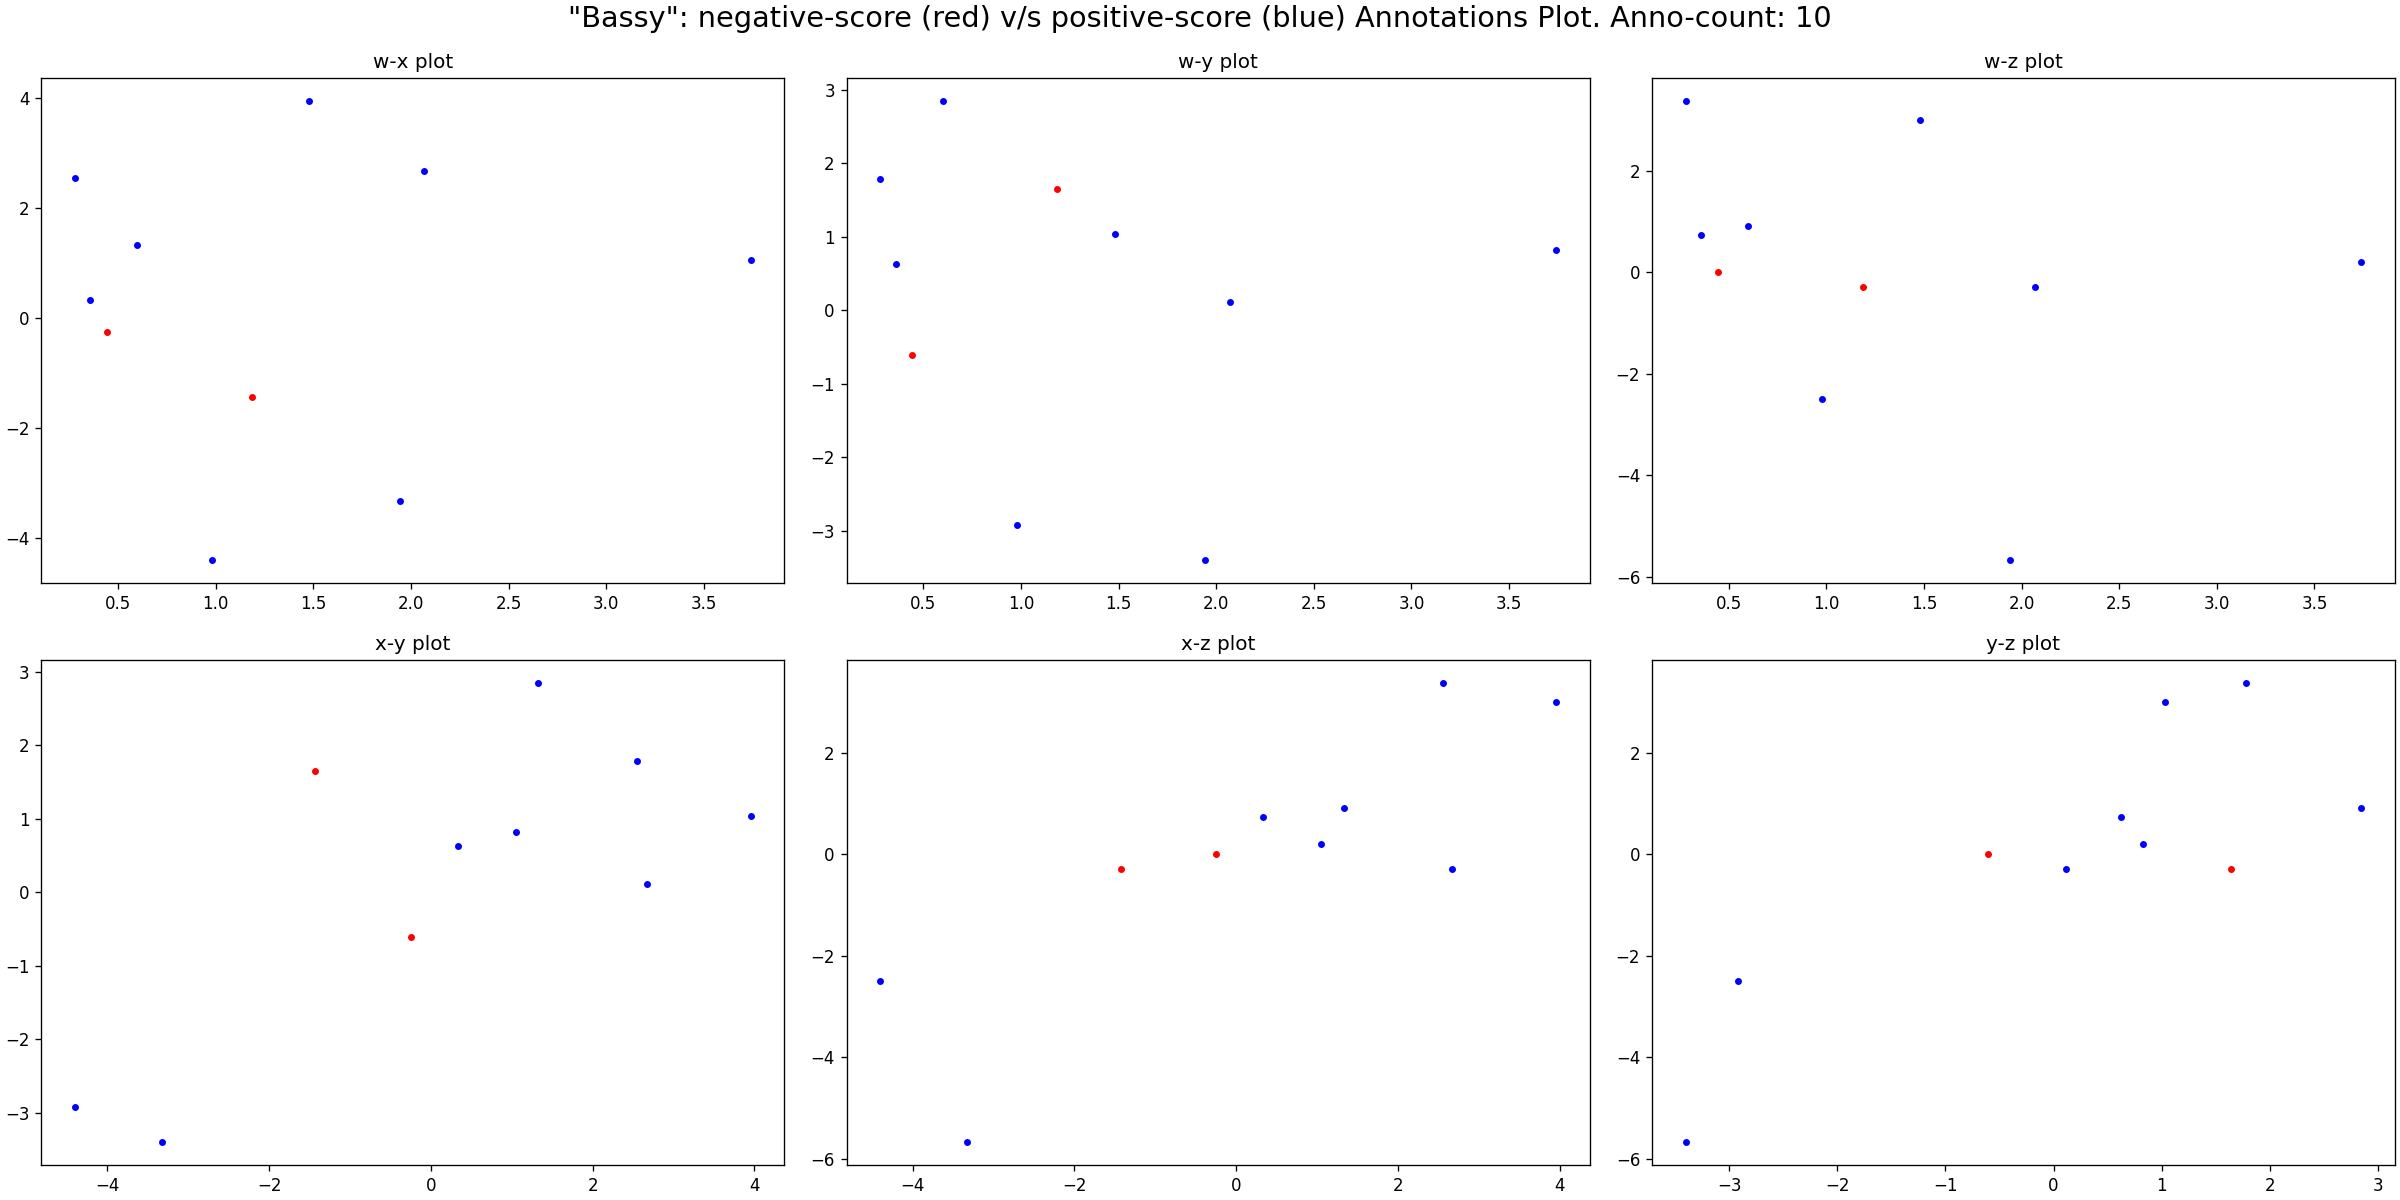 "Bassy": negative-score (red) v/s positive-score (blue) Annotations Plot. Anno-count: 10
w-x plot
4
2
0
−2
−4
0.5 1.0 1.5 2.0 2.5 3.0 3.5
w-y plot
3
2
1
0
−1
−2
−3
0.5 1.0 1.5 2.0 2.5 3.0 3.5
w-z plot
2
0
−2
−4
−6
0.5 1.0 1.5 2.0 2.5 3.0 3.5
x-y plot
3
2
1
0
−1
−2
−3
−4 −2 0 2 4
x-z plot
2
0
−2
−4
−6
−4 −2 0 2 4
y-z plot
2
0
−2
−4
−6
−3 −2 −1 0 1 2 3